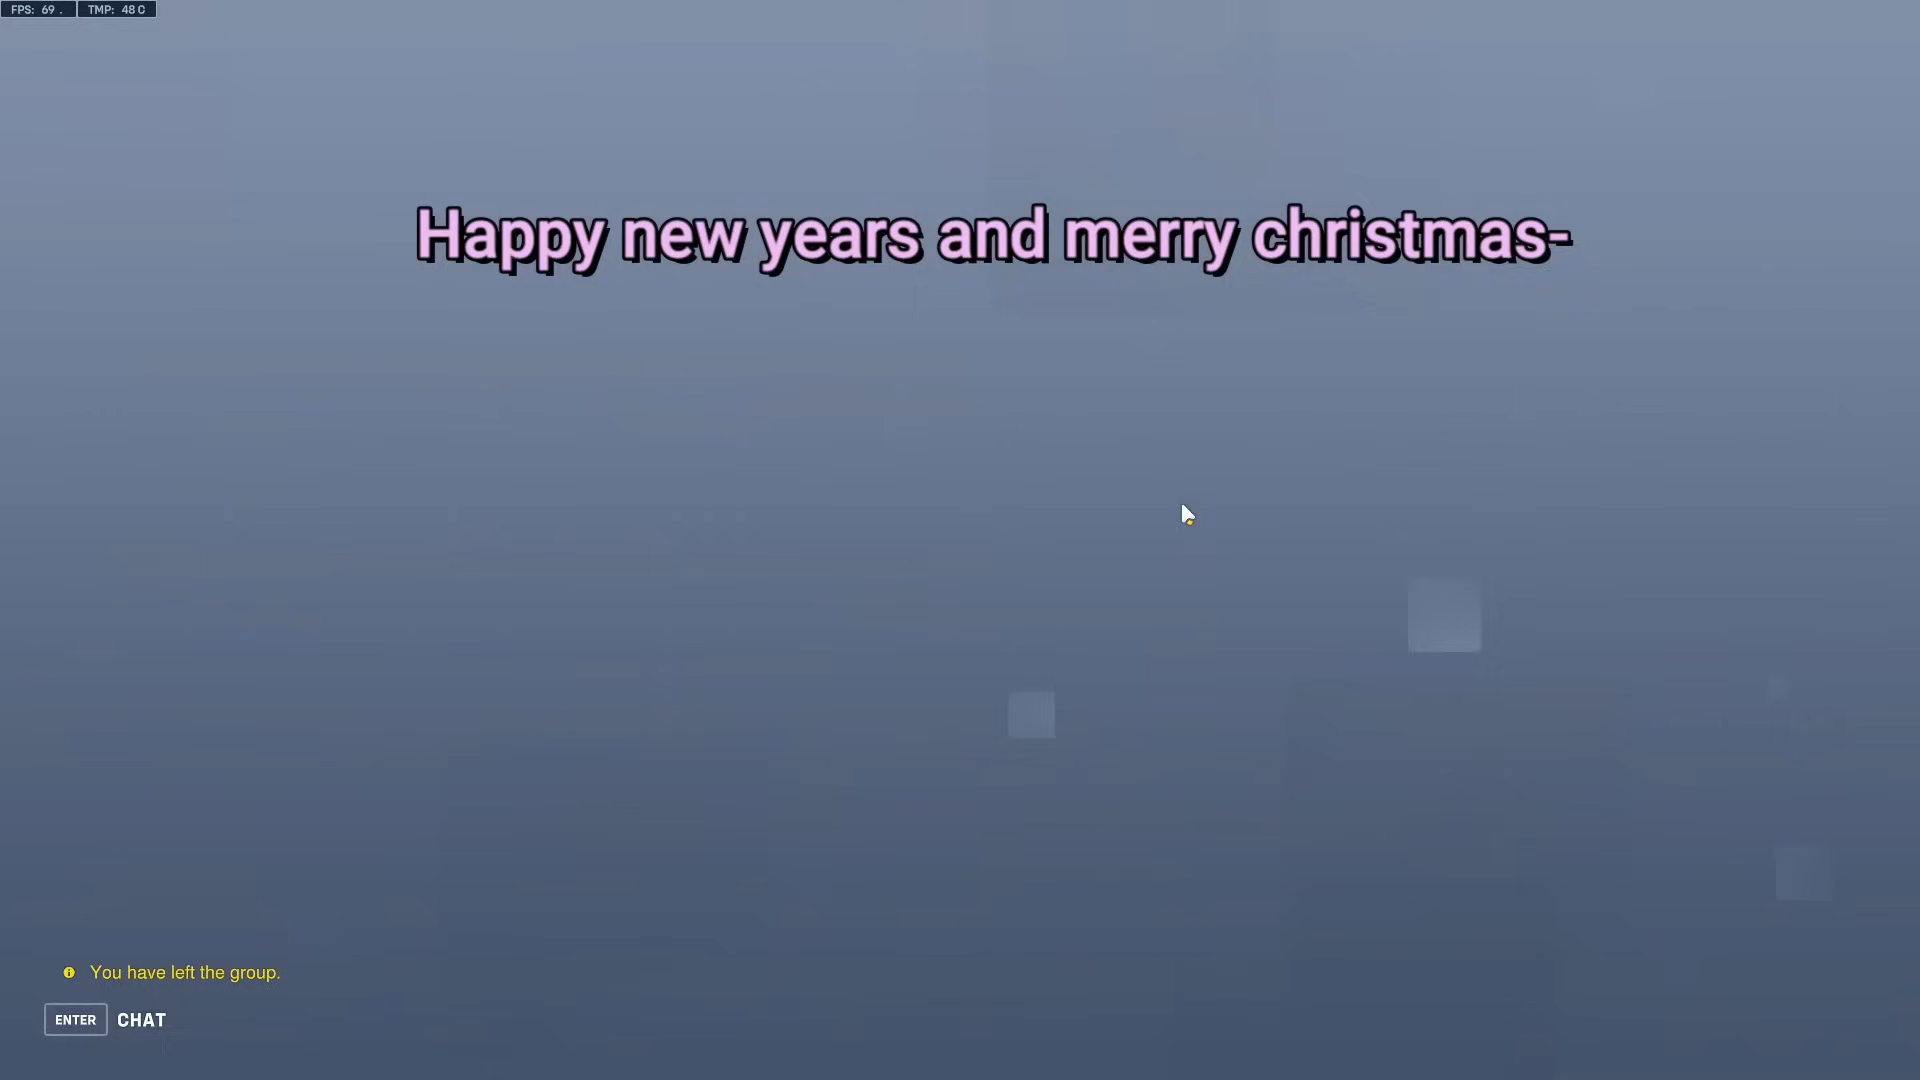 FPS: 69 . TMP: 48 C
Happy new years and merry christmas-
You have left the group.
ENTER CHAT